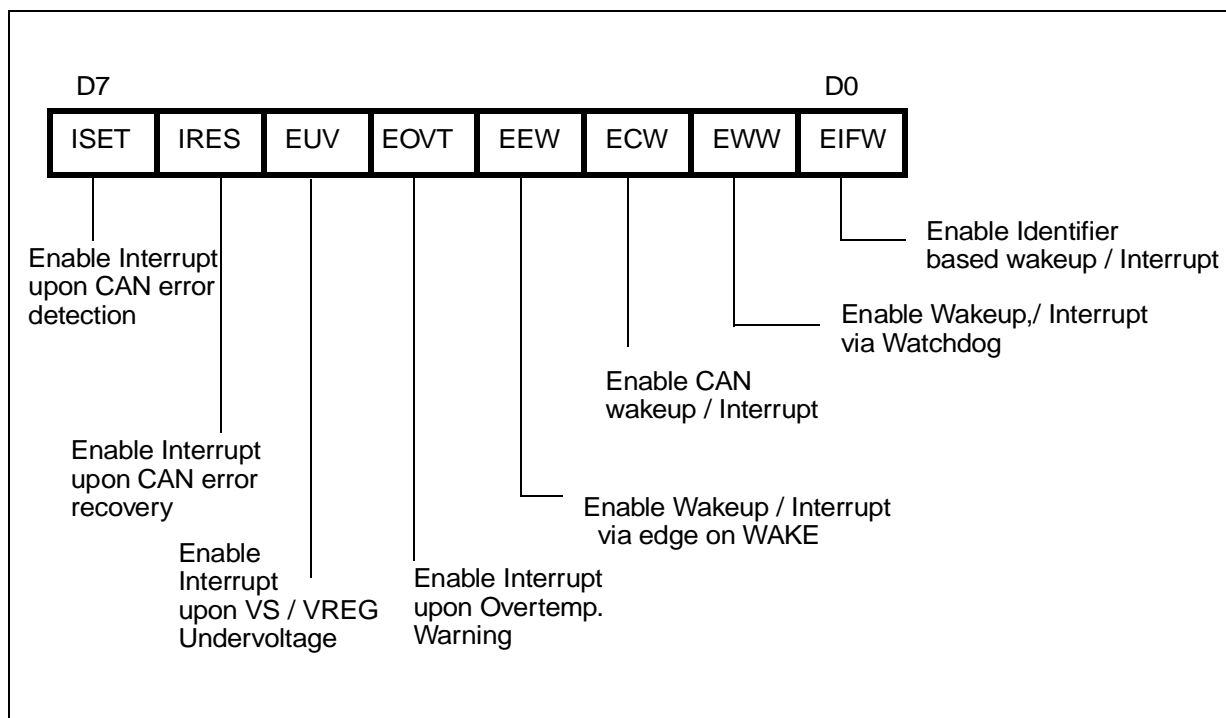 D7 D0
ISET IRES EUV EOVT EEW ECW EWW EIFW
Enable Identifier
based wakeup / Interrupt
Enable Interrupt
upon CAN error
detection
Enable Wakeup,/ Interrupt
via Watchdog
Enable CAN
wakeup / Interrupt
Enable Interrupt
upon CAN error
recovery
Enable Wakeup / Interrupt
via edge on WAKE
Enable
Interrupt
upon VS / VREG
Undervoltage
Enable Interrupt
upon Overtemp.
Warning